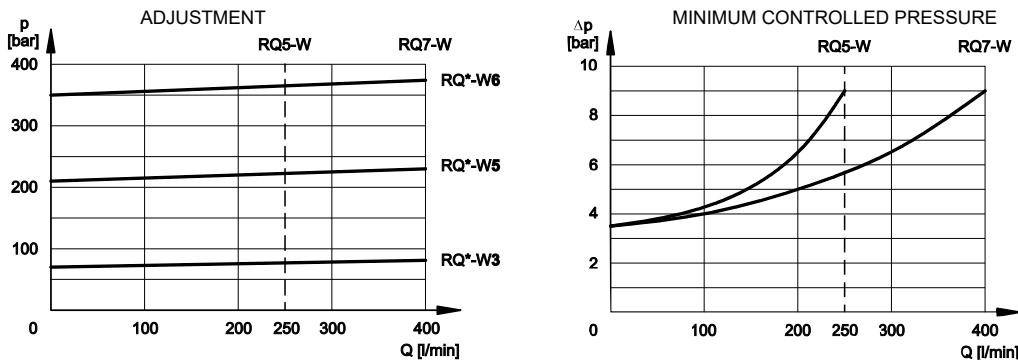 ADJUSTMENT
p
[bar]
RQ5-W
RQ7-W
400
300
200
100
0
RQ*-W6
RQ*-W5
RQ*-W3
100
200
250
300
400
Q [l/min]
MINIMUM CONTROLLED PRESSURE
Δp
[bar]
RQ5-W
RQ7-W
10
8
6
4
2
0
100
200
250
300
400
Q [l/min]